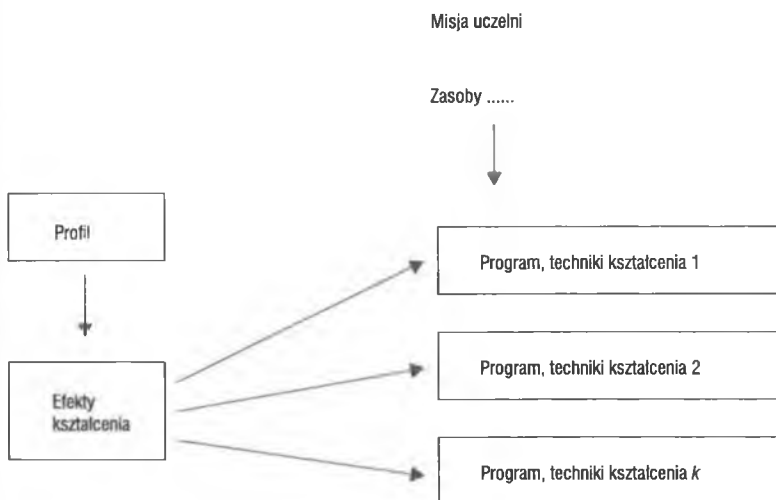 Misja uczelni
Zasoby ......
Profil
Program, techniki kształcenia 1
Program, techniki kształcenia 2
Efekty
kształcenia
Program, techniki kształcenia k